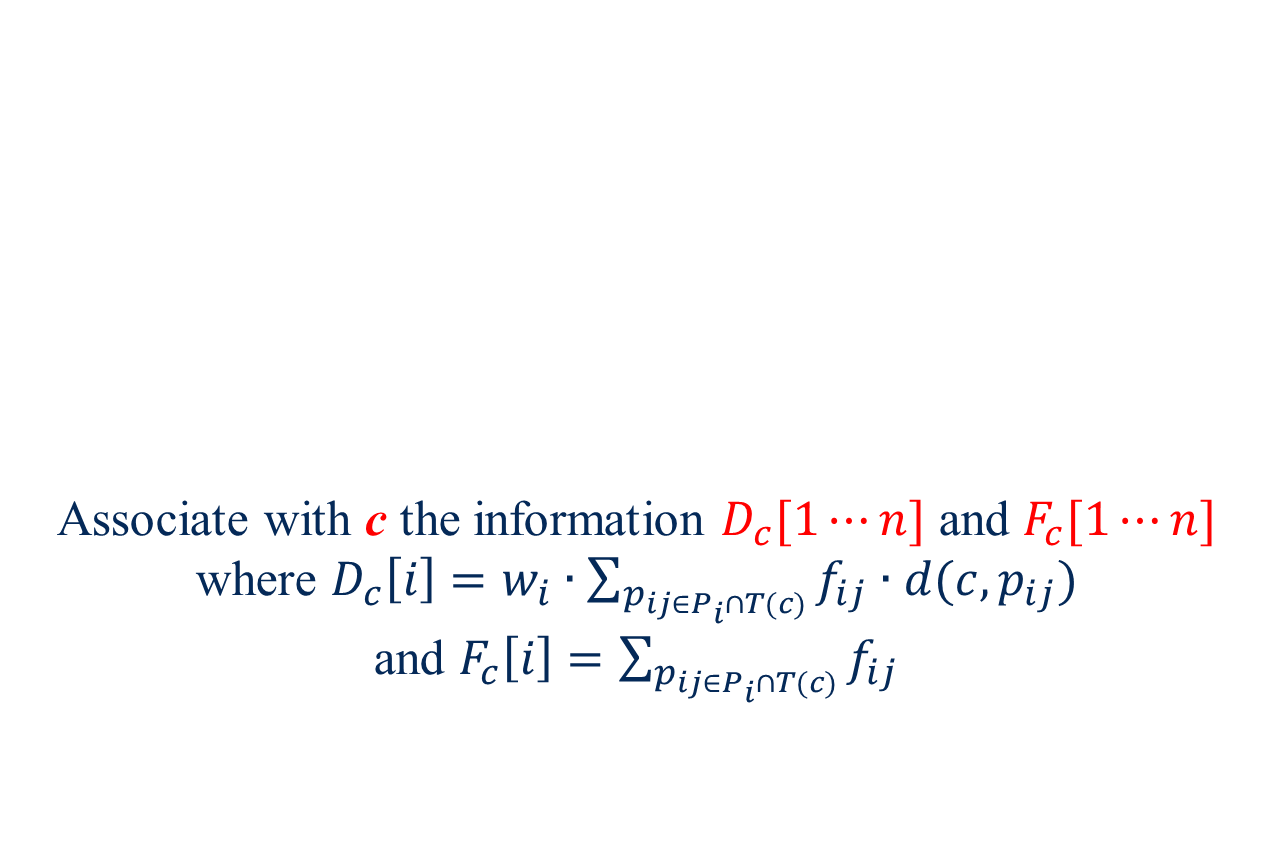 Associate with c the information D_c[1 ⋯ n] and F_c[1 ⋯ n]
where D_c[i] = w_i · ∑_{p_{ij}∈P_i∩T(c)} f_{ij} · d(c, p_{ij})
and F_c[i] = ∑_{p_{ij}∈P_i∩T(c)} f_{ij}